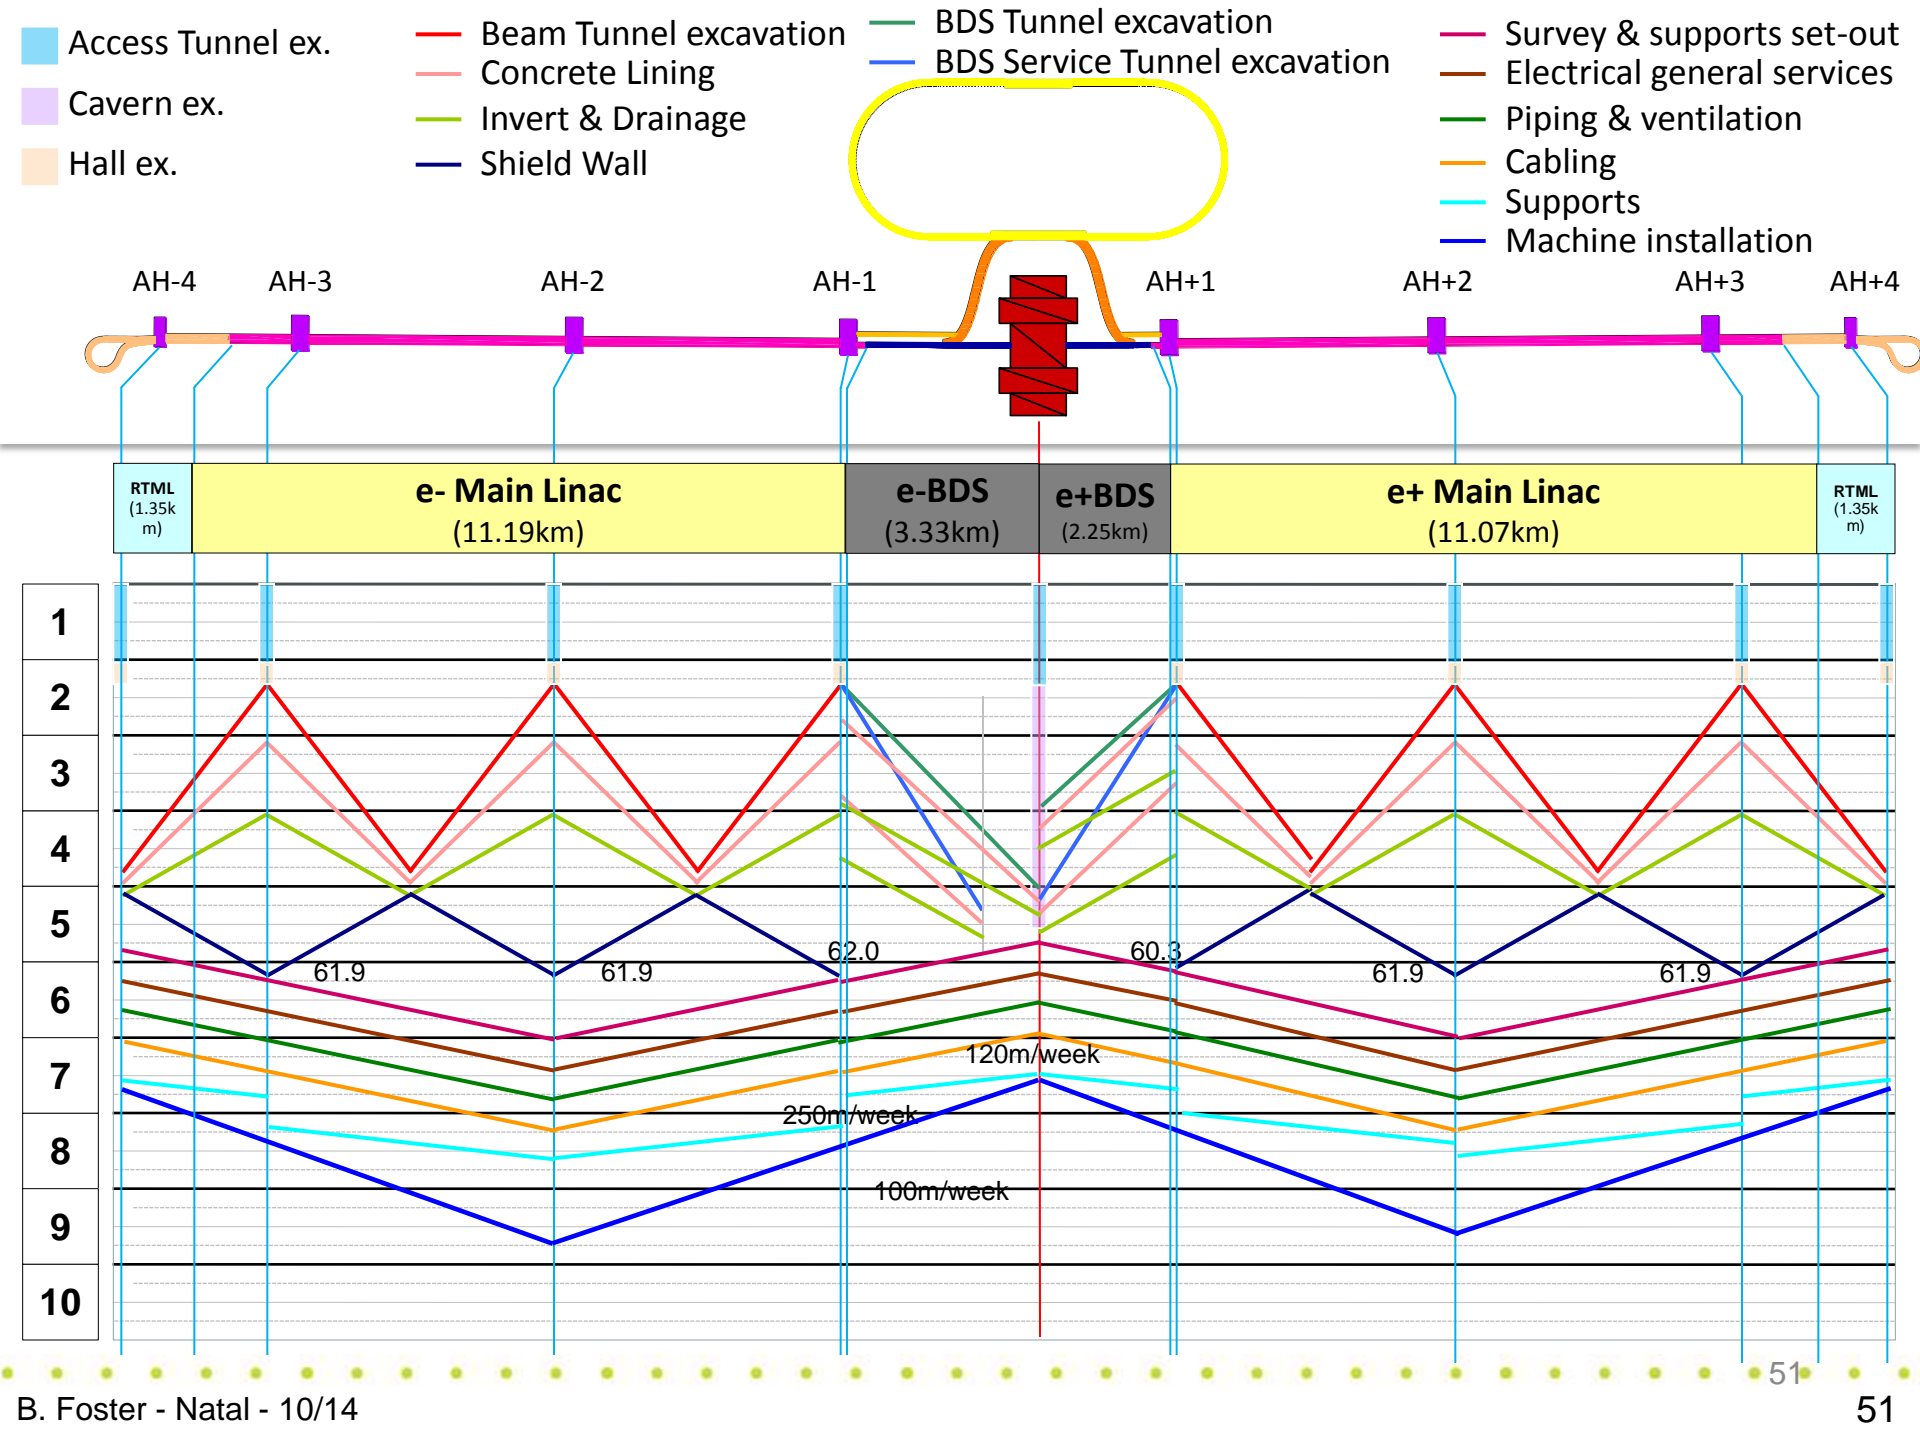 Access Tunnel ex.
Cavern ex.
Hall ex.
Beam Tunnel excavation
Concrete Lining
Invert & Drainage
Shield Wall
BDS Tunnel excavation
BDS Service Tunnel excavation
Survey & supports set-out
Electrical general services
Piping & ventilation
Cabling
Supports
Machine installation
AH-4 AH-3 AH-2 AH-1 AH+1 AH+2 AH+3 AH+4
RTML
(1.35k
m)
e- Main Linac
(11.19km)
e-BDS
(3.33km)
e+BDS
(2.25km)
e+ Main Linac
(11.07km)
RTML
(1.35k
m)
1
2
3
4
5
62.0 60.3
61.9 61.9 61.9 61.9
6
120m/week
7
250m/week
8
100m/week
9
10
51
B. Foster - Natal - 10/14
51